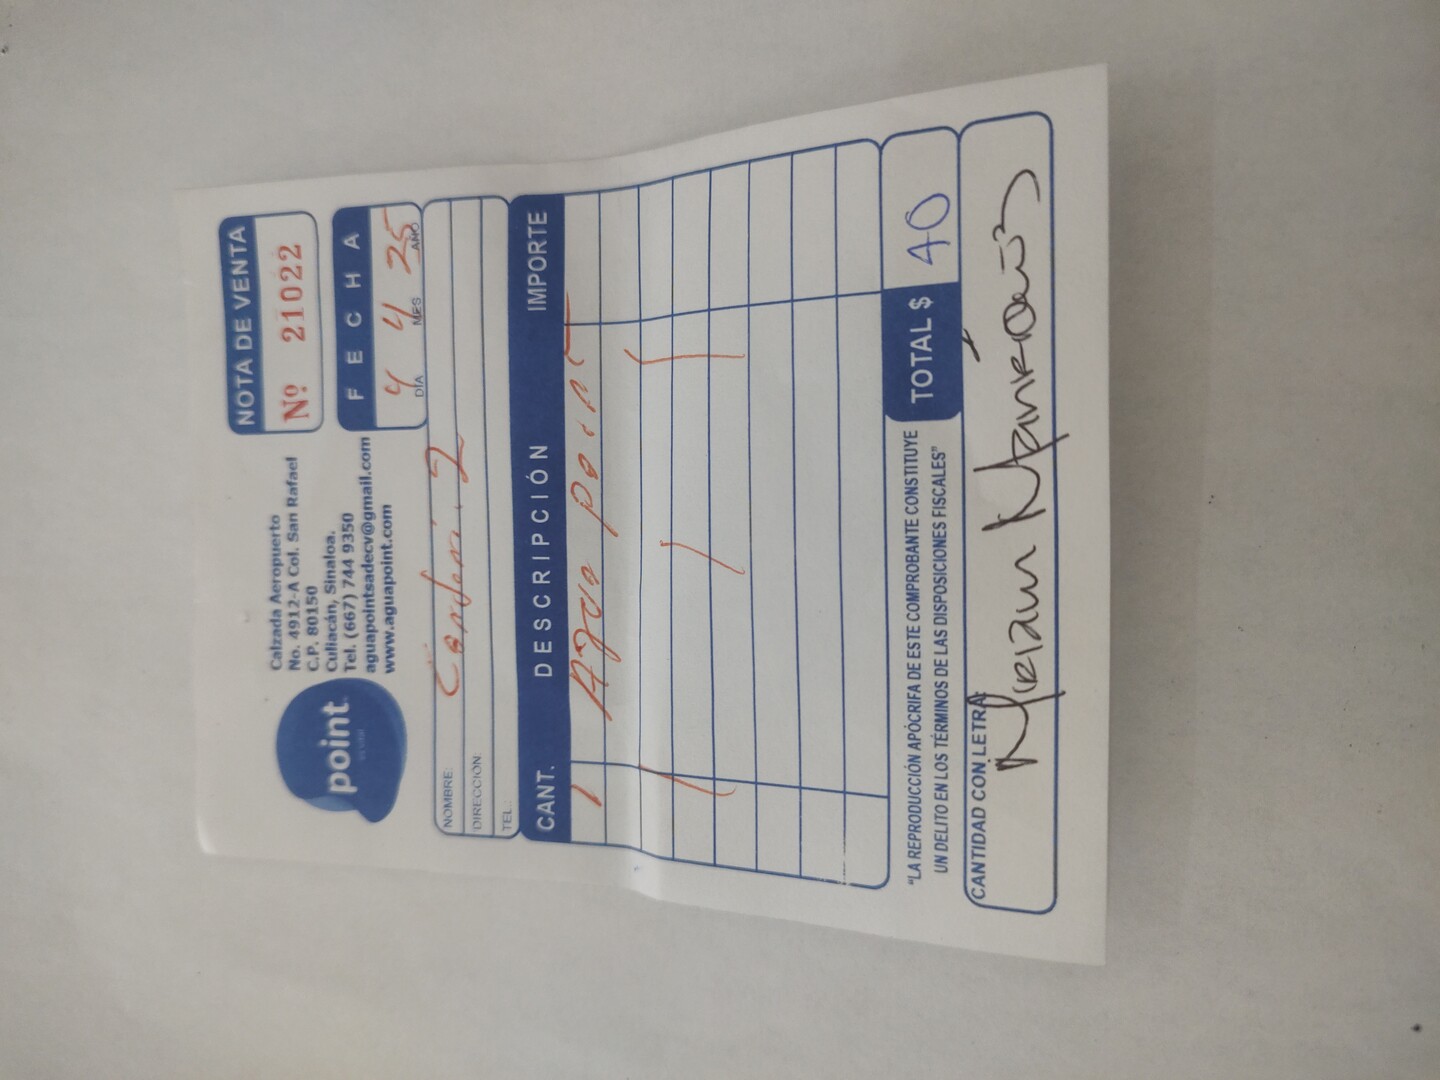 point
Calzada Aeropuerto
No. 4912-A Col. San Rafael
C.P. 80150
Culiacán, Sinaloa.
Tel. (667) 744 9350
aguapointsadecv@gmail.com
www.aguapoint.com
NOTA DE VENTA
Nº 21022
FECHA
4 4 25
DÍA MES AÑO
NOMBRE:
DIRECCIÓN:
TEL.:
CANT. DESCRIPCIÓN IMPORTE
1 Agua point
"LA REPRODUCCIÓN APÓCRIFA DE ESTE COMPROBANTE CONSTITUYE
UN DELITO EN LOS TÉRMINOS DE LAS DISPOSICIONES FISCALES"
TOTAL $ 40
CANTIDAD CON LETRA